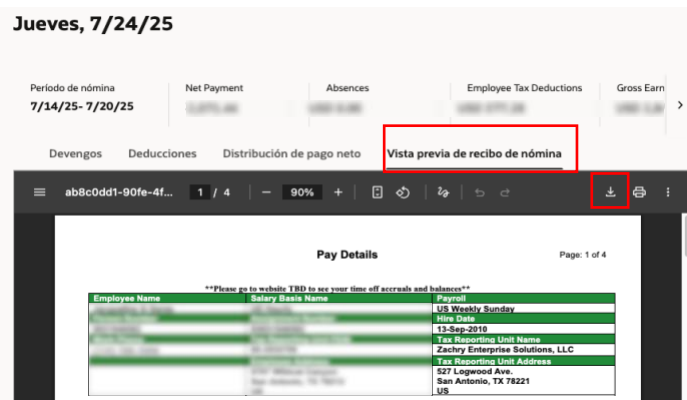 Jueves, 7/24/25
Período de nómina Net Payment Absences Employee Tax Deductions Gross Earn
7/14/25- 7/20/25
Devengos Deducciones Distribución de pago neto Vista previa de recibo de nómina
ab8c0dd1-90fe-4f... 1 / 4 90%
Pay Details Page: 1 of 4
**Please go to website TBD to see your time off accruals and balances**
Employee Name Salary Basis Name Payroll
US Weekly Sunday
Hire Date
13-Sep-2010
Tax Reporting Unit Name
Zachry Enterprise Solutions, LLC
Tax Reporting Unit Address
527 Logwood Ave.
San Antonio, TX 78221
US